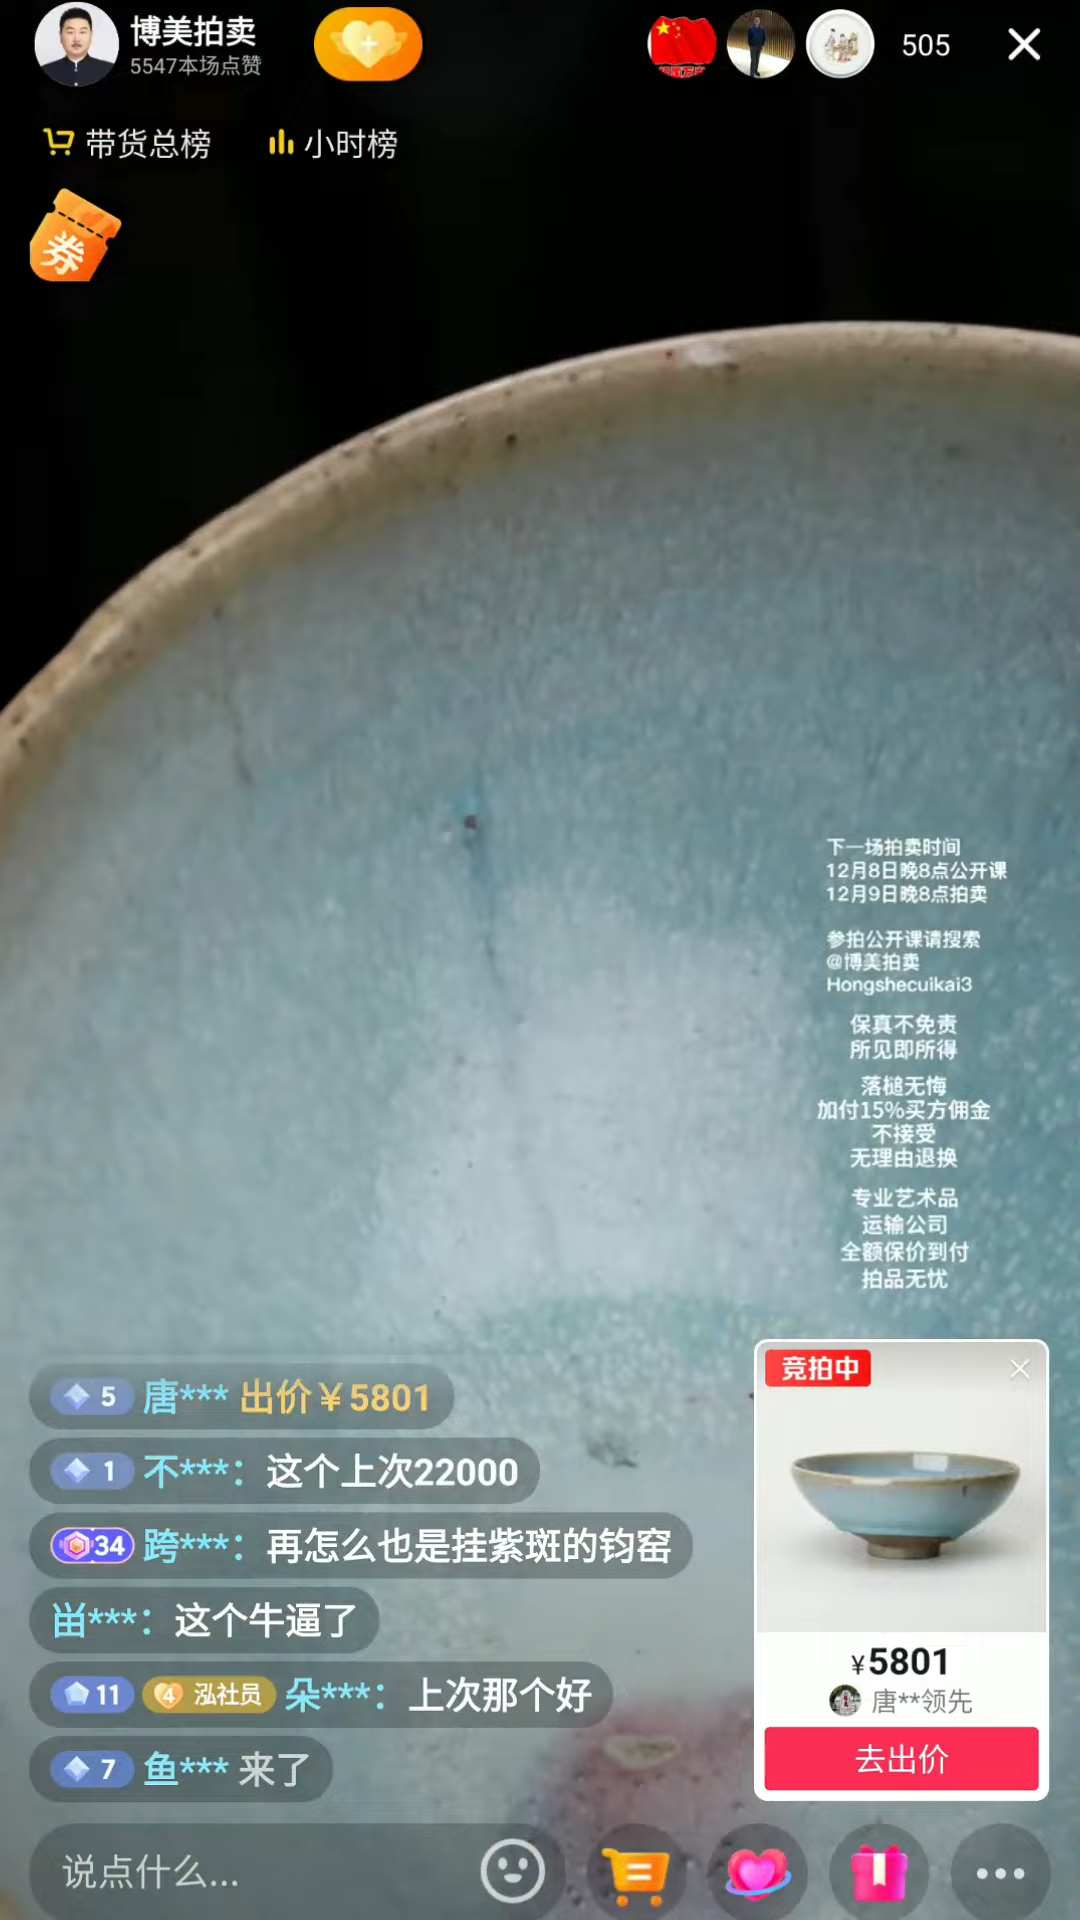 博美拍卖
5547本场点赞
505
带货总榜
小时榜
券
下一场拍卖时间
12月8日晚8点公开课
12月9日晚8点拍卖
参拍公开课请搜索
@博美拍卖
Hongshecuikai3
保真不免责
所见即所得
落槌无悔
加付15%买方佣金
不接受
无理由退换
专业艺术品
运输公司
全额保价到付
拍品无忧
5 唐*** 出价￥5801
1 不***：这个上次22000
34 跨***：再怎么也是挂紫斑的钧窑
岀***：这个牛逼了
11 4 泓社员 朵***：上次那个好
7 鱼*** 来了
竞拍中
¥5801
唐**领先
去出价
说点什么...